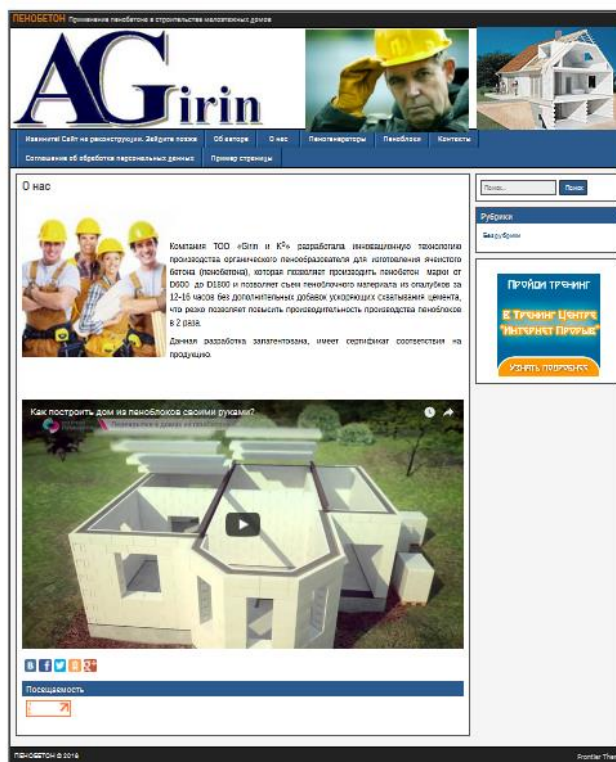 ПЕНОБЕТОН Применение пенобетона в строительстве малоэтажных домов
AGirin
Извините! Сайт на реконструкции. Зайдите позже Об авторе О нас Пеногенераторы Пеноблоки Контакты
Соглашение об обработке персональных данных Пример страницы
О нас
Поиск… Поиск
Рубрики
Без рубрики
Компания ТОО «Girin и К°» разработала инновационную технологию
производства органического пенообразователя для изготовления ячеистого
бетона (пенобетона), которая позволяет производить пенобетон марки от
D600 до D1800 и позволяет съем пеноблочного материала из опалубков за
12-16 часов без дополнительных добавок ускоряющих схватывания цемента,
что резко позволяет повысить производительность производства пеноблоков
в 2 раза.
Данная разработка запатентована, имеет сертификат соответствия на
продукцию.
Пройди тренинг
В Тренинг Центре
"Интернет Прорыв"
Узнать подробнее
Как построить дом из пеноблоков своими руками?
Посещаемость
ПЕНОБЕТОН © 2018
Frontier Ther